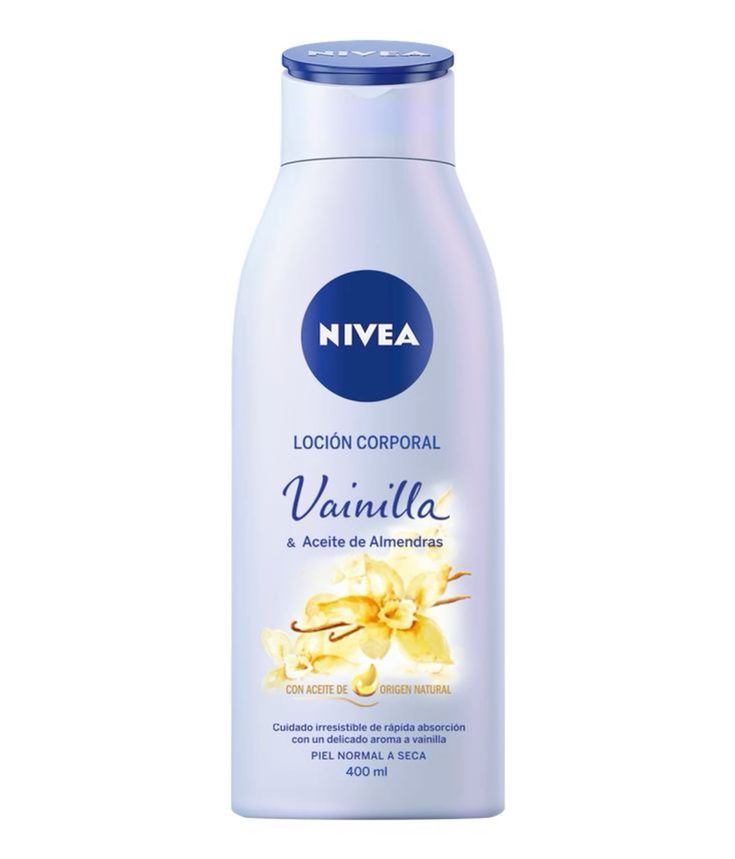 NIVEA
NIVEA
LOCIÓN CORPORAL
Vainilla
& Aceite de Almendras
CON ACEITE DE ORIGEN NATURAL
Cuidado irresistible de rápida absorción
con un delicado aroma a vainilla
PIEL NORMAL A SECA
400 ml